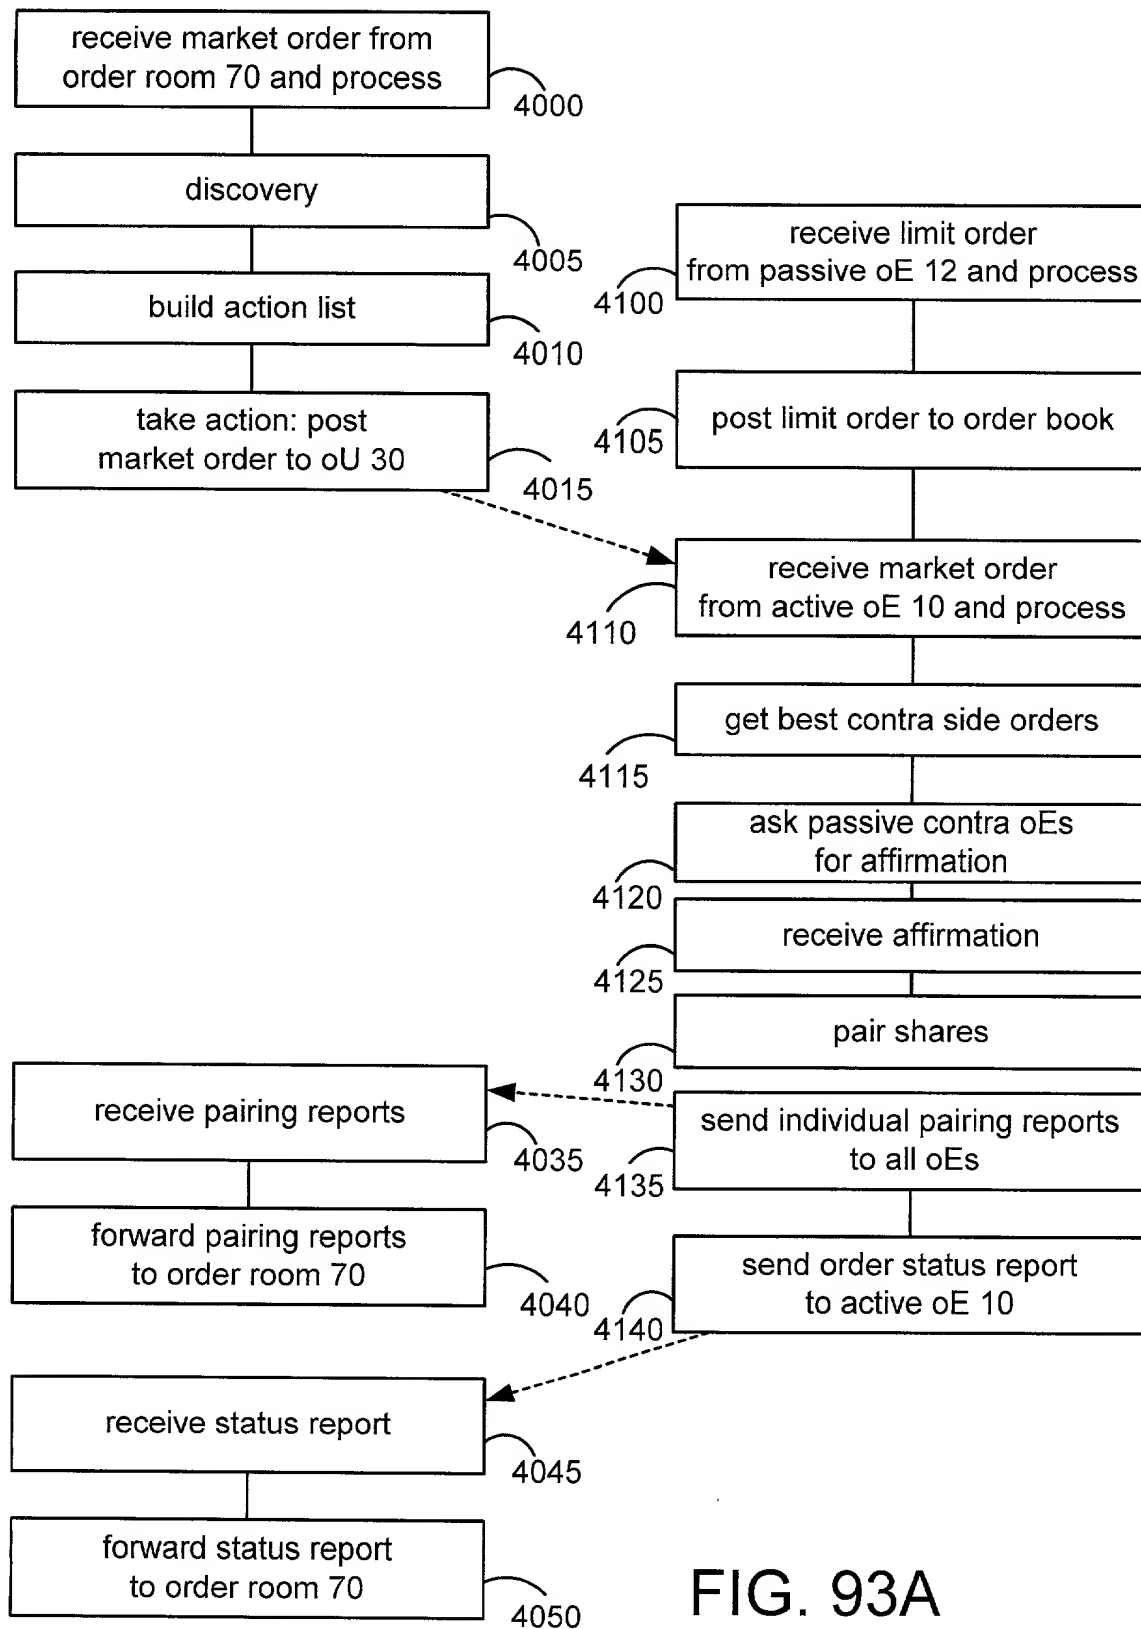 receive market order from
order room 70 and process
4000
discovery
4005
build action list
4010
take action: post
market order to oU 30
4015
receive limit order
from passive oE 12 and process
4100
post limit order to order book
4105
receive market order
from active oE 10 and process
4110
get best contra side orders
4115
ask passive contra oEs
for affirmation
4120
receive affirmation
4125
pair shares
4130
send individual pairing reports
to all oEs
4135
receive pairing reports
4035
forward pairing reports
to order room 70
4040
send order status report
to active oE 10
4140
receive status report
4045
forward status report
to order room 70
4050
FIG. 93A